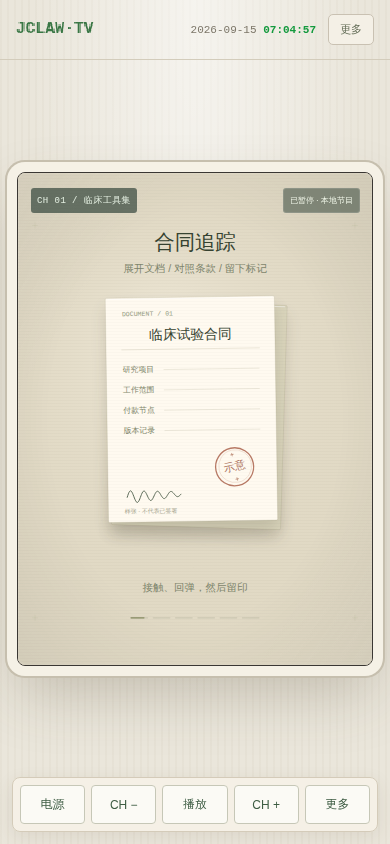 JCLAW·TV
2026-09-15 07:04:57
更多
CH 01 / 临床工具集
已暂停·本地节目
合同追踪
展开文档 / 对照条款 / 留下标记
DOCUMENT / 01
临床试验合同
研究项目
工作范围
付款节点
版本记录
示意
样张 · 不代表已签署
接触、回弹，然后留印
电源
CH −
播放
CH +
更多